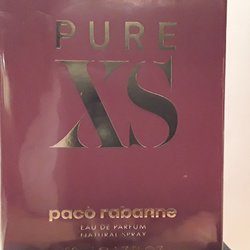 PURE
XS
paco rabanne
EAU DE PARFUM
NATURAL SPRAY